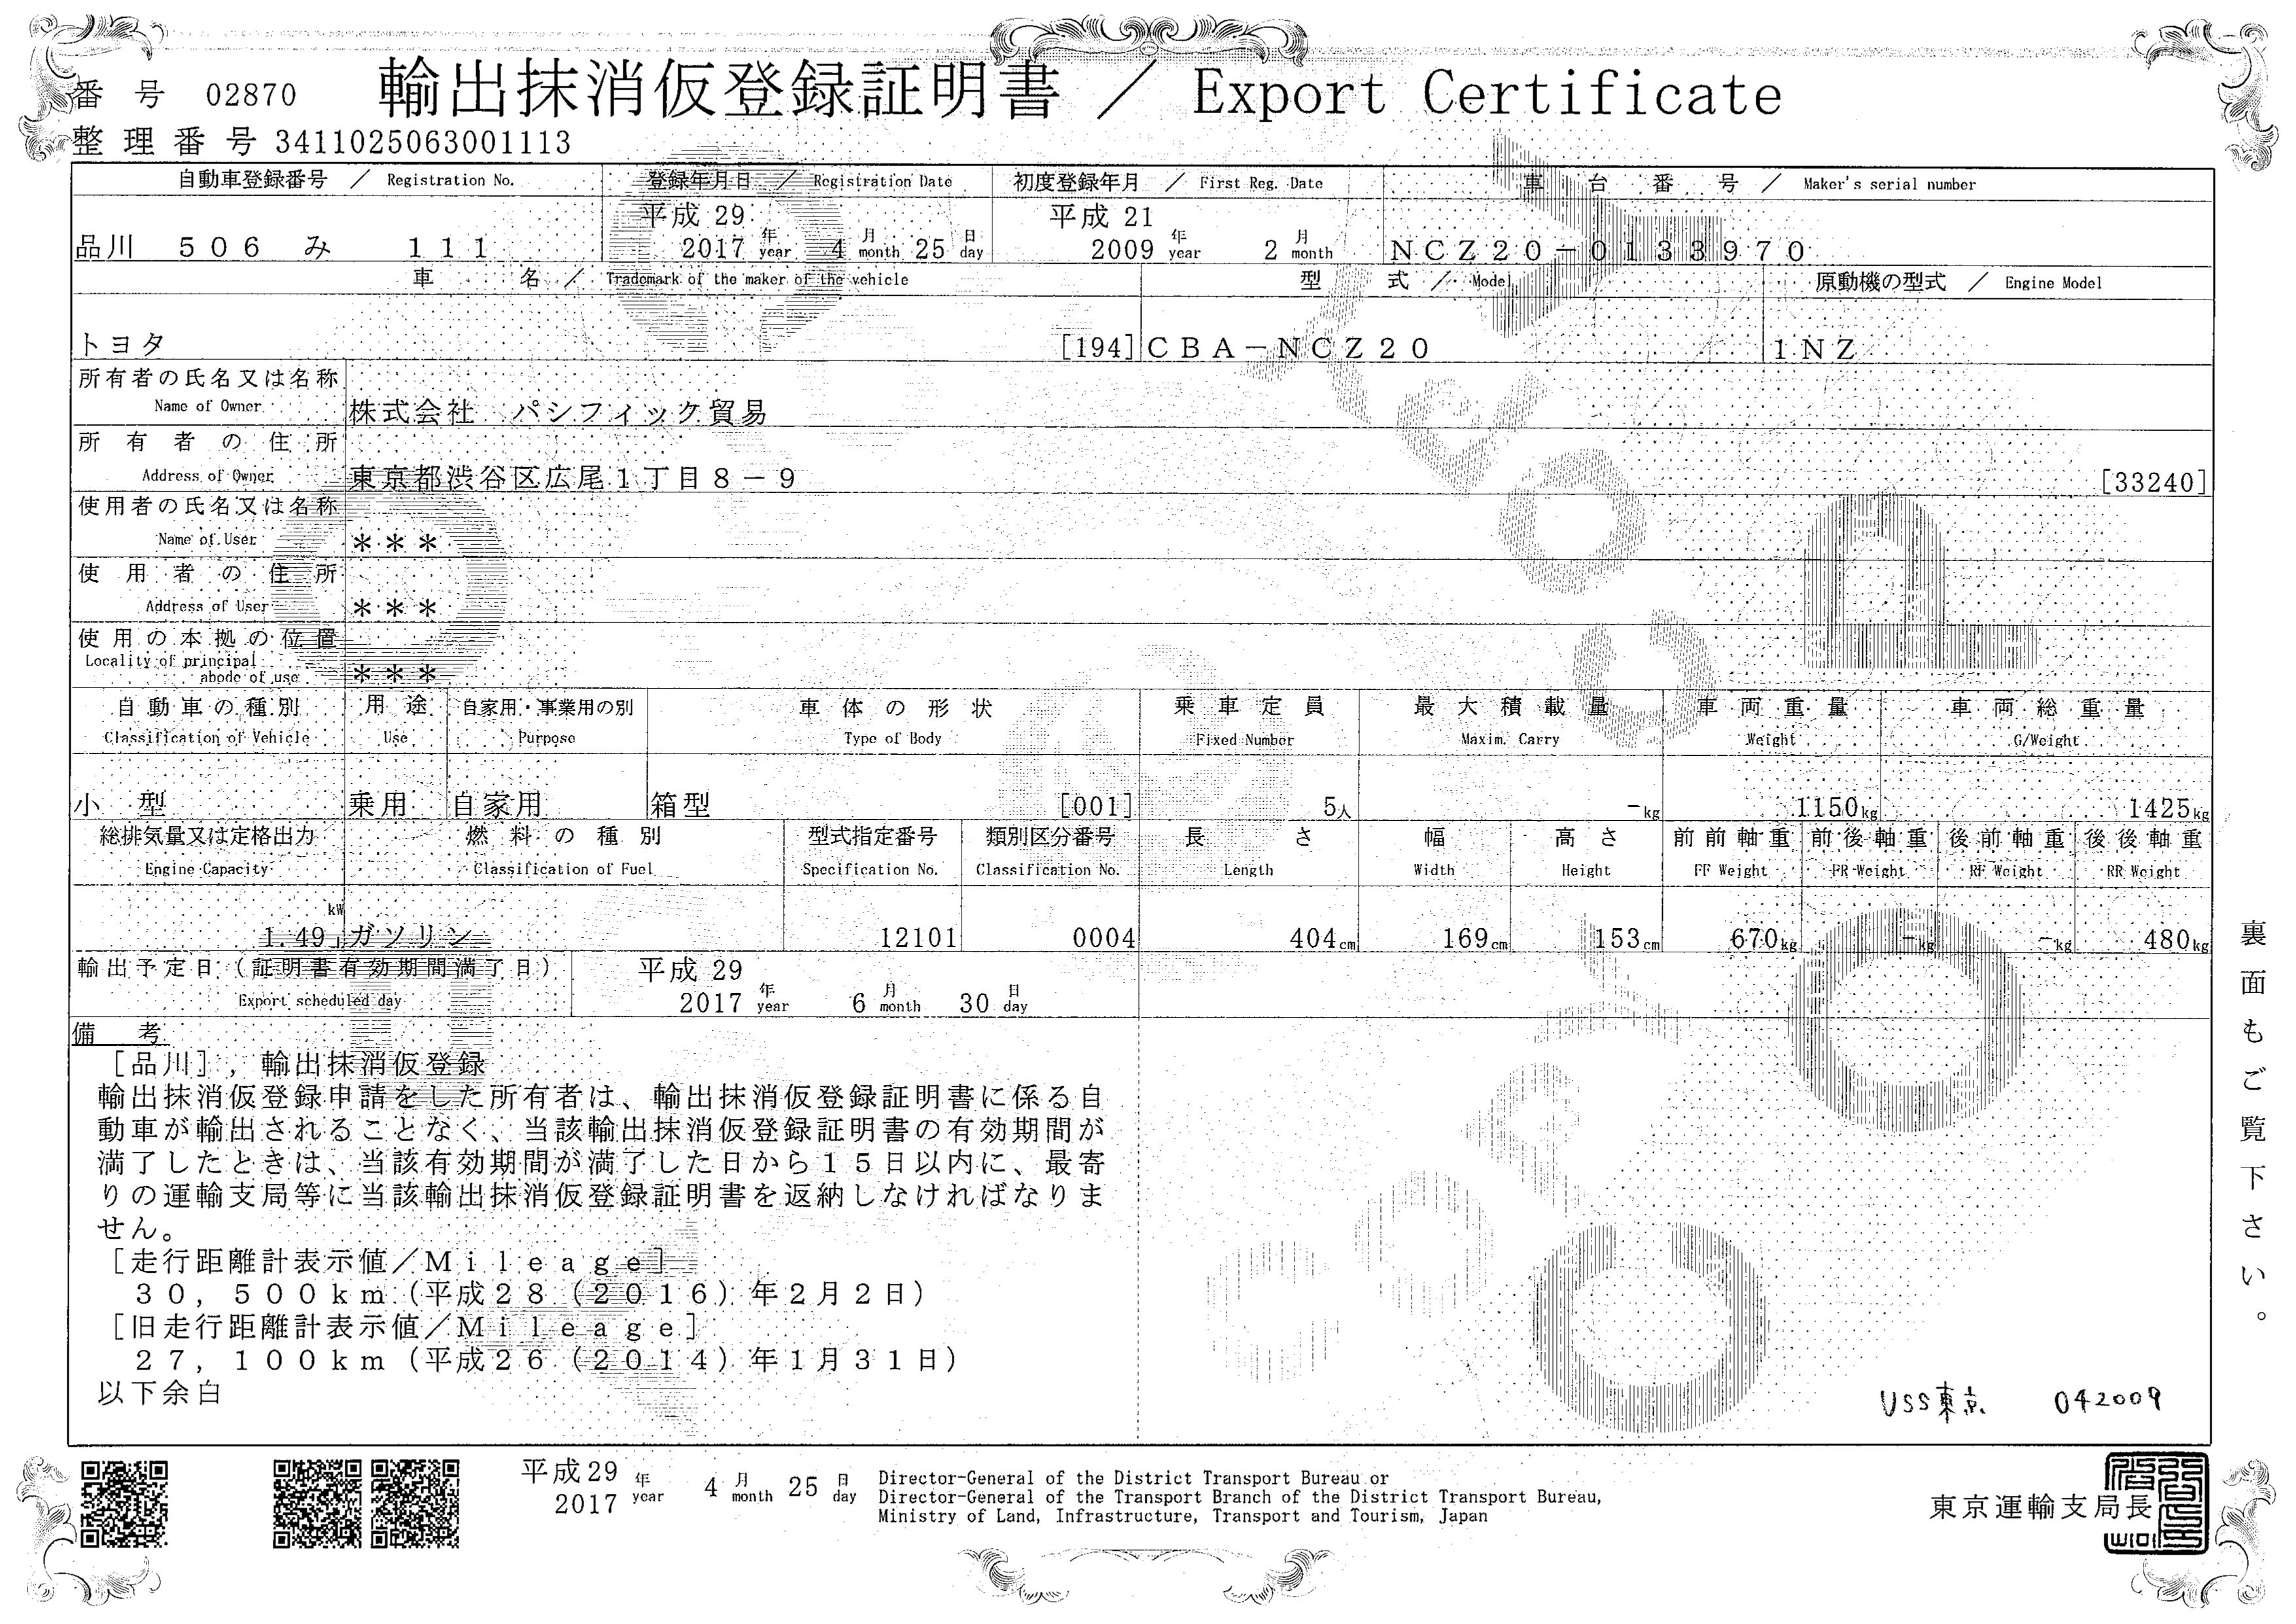 番 号 02870 輸出抹消仮登録証明書 ／ Export Certificate
整 理 番 号 3411025063001113
自動車登録番号 ／ Registration No. 登録年月日 ／ Registration Date 初度登録年月 ／ First Reg. Date 車 台 番 号 ／ Maker's serial number
平成 29 平成 21
品川 ５０６ み １１１ 2017 年 year 4 月 month 25 日 day 2009 年 year 2 月 month ＮＣＺ２０－０１３３９７０
車 名 ／ Trademark of the maker of the vehicle 型 式 ／ Model 原動機の型式 ／ Engine Model
トヨタ [194] ＣＢＡ－ＮＣＺ２０ １ＮＺ
所有者の氏名又は名称
Name of Owner 株式会社 パシフィック貿易
所 有 者 の 住 所
Address of Owner 東京都渋谷区広尾１丁目８－９ [33240]
使用者の氏名又は名称
Name of User ＊＊＊
使 用 者 の 住 所
Address of User ＊＊＊
使 用 の 本 拠 の 位 置
Locality of principal
abode of use ＊＊＊
自 動 車 の 種 別 用 途 自家用・事業用の別 車 体 の 形 状 乗 車 定 員 最 大 積 載 量 車 両 重 量 車 両 総 重 量
Classification of Vehicle Use Purpose Type of Body Fixed Number Maxim. Carry Weight G/Weight
小 型 乗用 自家用 箱型 [001] 5人 -kg 1150kg 1425kg
総排気量又は定格出力 燃 料 の 種 別 型式指定番号 類別区分番号 長 さ 幅 高 さ 前前軸重 前後軸重 後前軸重 後後軸重
Engine Capacity Classification of Fuel Specification No. Classification No. Length Width Height FF Weight FR Weight RF Weight RR Weight
kW
1.49 L ガソリン 12101 0004 404cm 169cm 153cm 670kg -kg -kg 480kg
輸出予定日（証明書有効期間満了日） 平成 29
Export scheduled day 2017 年 year 6 月 month 30 日 day
備 考
［品川］，輸出抹消仮登録
輸出抹消仮登録申請をした所有者は、輸出抹消仮登録証明書に係る自
動車が輸出されることなく、当該輸出抹消仮登録証明書の有効期間が
満了したときは、当該有効期間が満了した日から１５日以内に、最寄
りの運輸支局等に当該輸出抹消仮登録証明書を返納しなければなりま
せん。
［走行距離計表示値／Ｍｉｌｅａｇｅ］
３０，５００ｋｍ（平成２８（２０１６）年２月２日）
［旧走行距離計表示値／Ｍｉｌｅａｇｅ］
２７，１００ｋｍ（平成２６（２０１４）年１月３１日）
以下余白
USS東京 042009
裏面もご覧下さい。
平成29 年 year 4 月 month 25 日 day
2017
Director-General of the District Transport Bureau or
Director-General of the Transport Branch of the District Transport Bureau,
Ministry of Land, Infrastructure, Transport and Tourism, Japan
東京運輸支局長